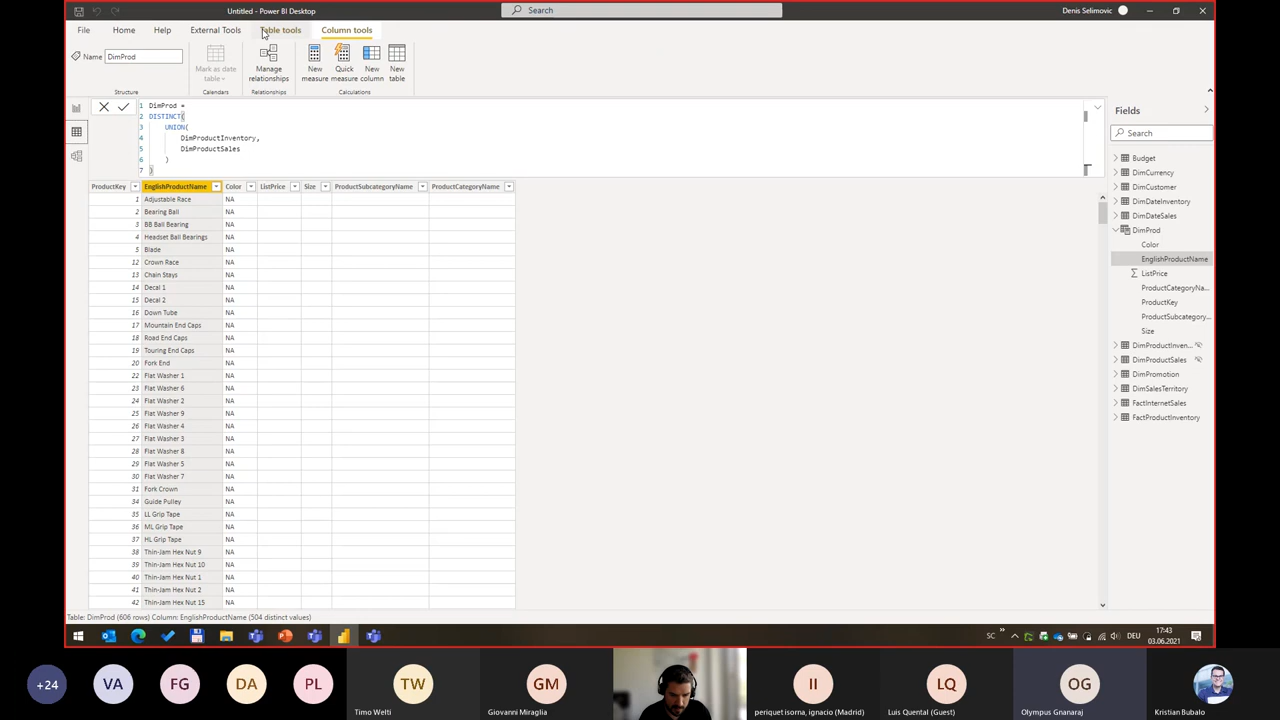 Untitled - Power BI Desktop
Search
Denis Selimovic
File
Home
Help
External Tools
Table tools
Column tools
Name
DimProd
Mark as date
table
Manage
relationships
New
measure
Quick
measure
New
column
New
table
Structure
Calendars
Relationships
Calculations
1 DimProd =
2 DISTINCT(
3 UNION(
4 DimProductInventory,
5 DimProductSales
6 )
7 )
ProductKey EnglishProductName Color ListPrice Size ProductSubcategoryName ProductCategoryName
1 Adjustable Race NA
2 Bearing Ball NA
3 BB Ball Bearing NA
4 Headset Ball Bearings NA
5 Blade NA
12 Crown Race NA
13 Chain Stays NA
14 Decal 1 NA
15 Decal 2 NA
16 Down Tube NA
17 Mountain End Caps NA
18 Road End Caps NA
19 Touring End Caps NA
20 Fork End NA
22 Flat Washer 1 NA
23 Flat Washer 6 NA
24 Flat Washer 2 NA
25 Flat Washer 9 NA
26 Flat Washer 4 NA
27 Flat Washer 3 NA
28 Flat Washer 8 NA
29 Flat Washer 5 NA
30 Flat Washer 7 NA
31 Fork Crown NA
34 Guide Pulley NA
35 LL Grip Tape NA
36 ML Grip Tape NA
37 HL Grip Tape NA
38 Thin-Jam Hex Nut 9 NA
39 Thin-Jam Hex Nut 10 NA
40 Thin-Jam Hex Nut 1 NA
41 Thin-Jam Hex Nut 2 NA
42 Thin-Jam Hex Nut 15 NA
Table: DimProd (606 rows) Column: EnglishProductName (504 distinct values)
Fields
Search
Budget
DimCurrency
DimCustomer
DimDateInventory
DimDateSales
DimProd
Color
EnglishProductName
ListPrice
ProductCategoryNa...
ProductKey
ProductSubcategory...
Size
DimProductInven...
DimProductSales
DimPromotion
DimSalesTerritory
FactInternetSales
FactProductInventory
SC
DEU
17:43
03.06.2021
+24
VA
FG
DA
PL
TW
Timo Welti
GM
Giovanni Miraglia
II
periquet isorna, ignacio (Madrid)
LQ
Luis Quental (Guest)
OG
Olympus Gnanaraj
Kristian Bubalo